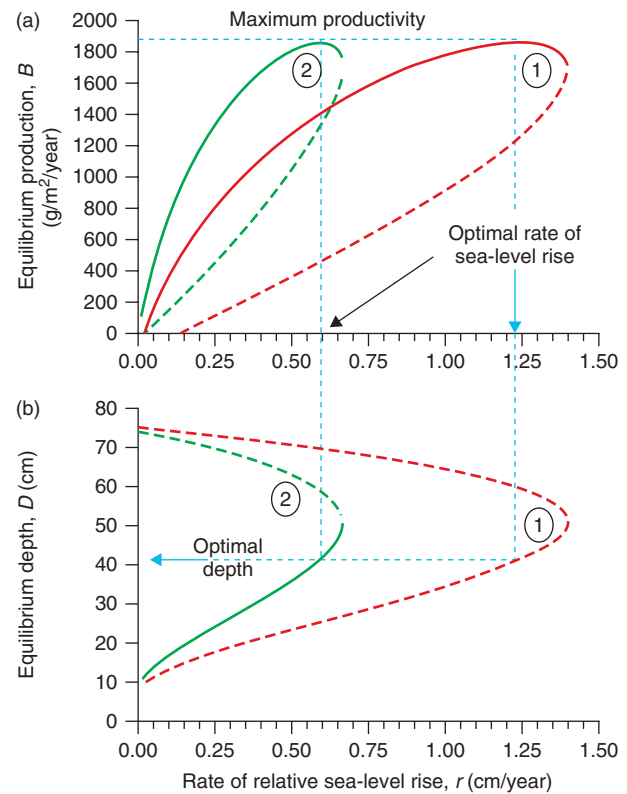 (a)
Maximum productivity
2000
1800
1600
1400
1200
1000
800
600
400
200
0
Equilibrium production, B
(g/m²/year)
2
1
Optimal rate of
sea-level rise
0.00 0.25 0.50 0.75 1.00 1.25 1.50
(b)
80
70
60
50
40
30
20
10
0
Equilibrium depth, D (cm)
2
1
Optimal
depth
0.00 0.25 0.50 0.75 1.00 1.25 1.50
Rate of relative sea-level rise, r (cm/year)